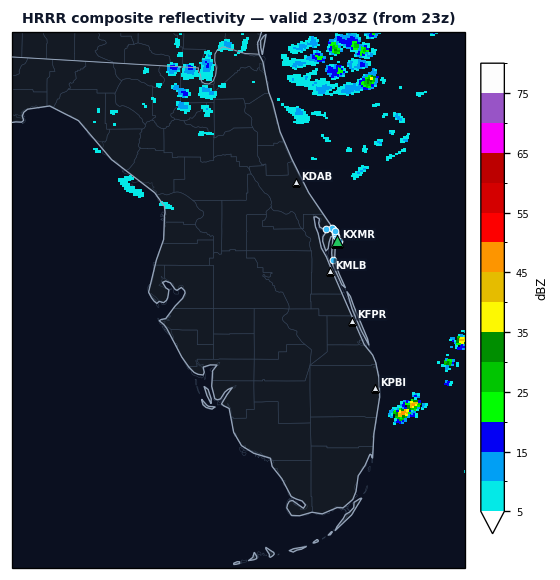 HRRR composite reflectivity — valid 23/03Z (from 23z)
KDAB
KXMR
KMLB
KFPR
KPBI
75
65
55
45
35
25
15
5
dBZ